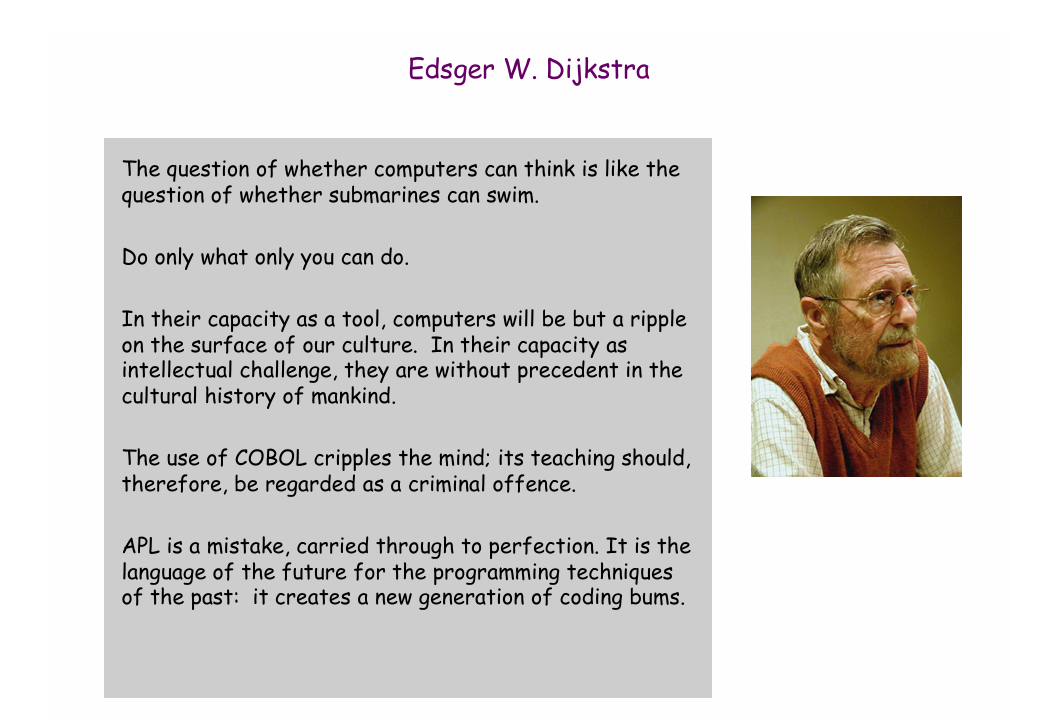 Edsger W. Dijkstra
The question of whether computers can think is like the
question of whether submarines can swim.
Do only what only you can do.
In their capacity as a tool, computers will be but a ripple
on the surface of our culture.  In their capacity as
intellectual challenge, they are without precedent in the
cultural history of mankind.
The use of COBOL cripples the mind; its teaching should,
therefore, be regarded as a criminal offence.
APL is a mistake, carried through to perfection. It is the
language of the future for the programming techniques
of the past:  it creates a new generation of coding bums.